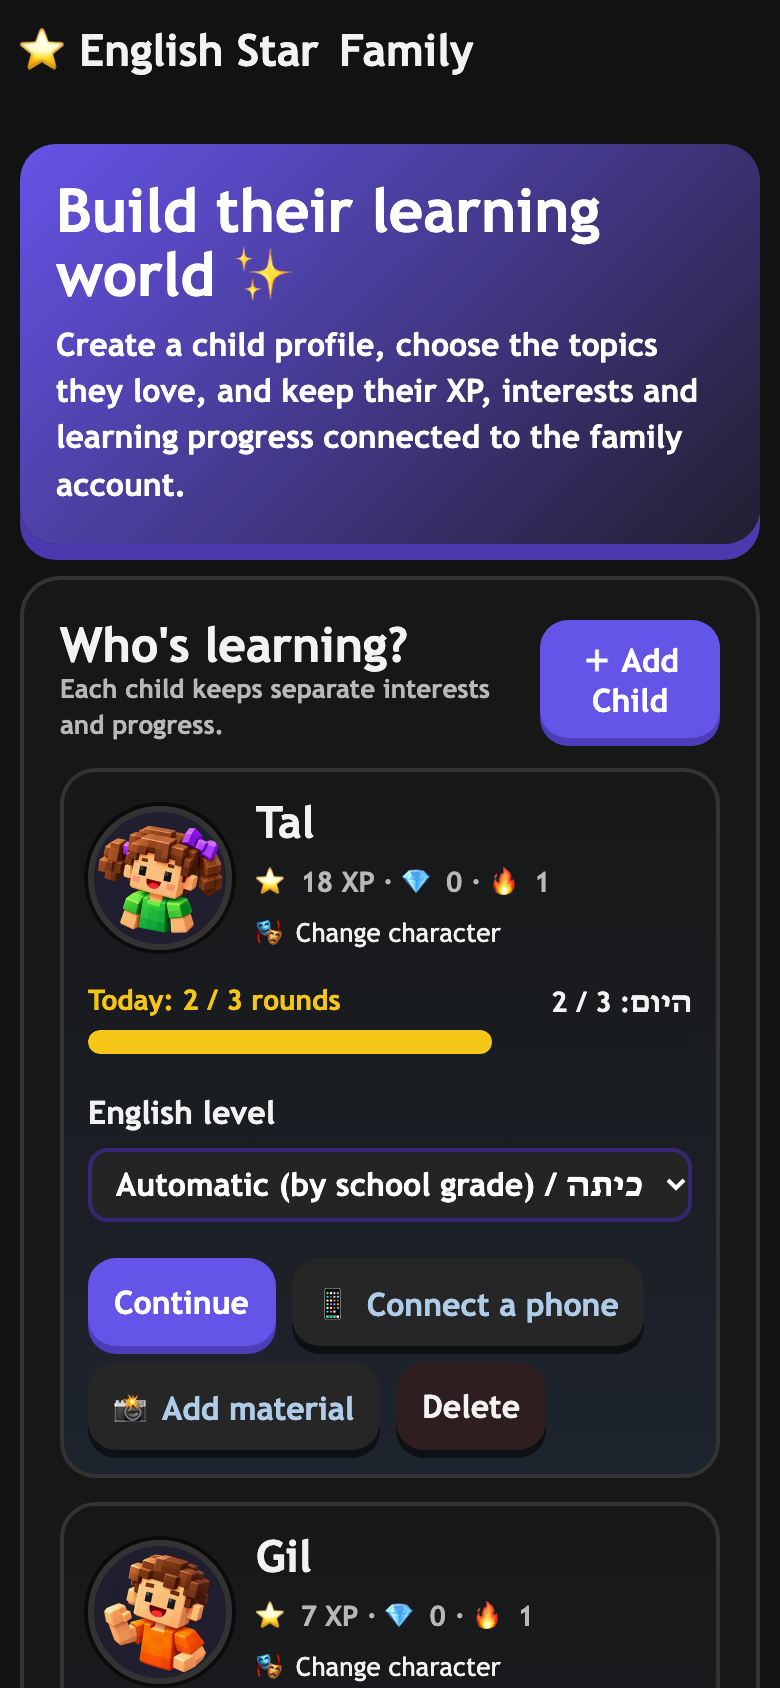 ⭐ English Star Family
Build their learning
world ✨
Create a child profile, choose the topics
they love, and keep their XP, interests and
learning progress connected to the family
account.
Who's learning?
Each child keeps separate interests
and progress.
+ Add
Child
Tal
⭐ 18 XP · 💎 0 · 🔥 1
🎭 Change character
Today: 2 / 3 rounds
היום: 3 / 2
English level
Automatic (by school grade) / כיתה
Continue
📱 Connect a phone
📸 Add material
Delete
Gil
⭐ 7 XP · 💎 0 · 🔥 1
🎭 Change character